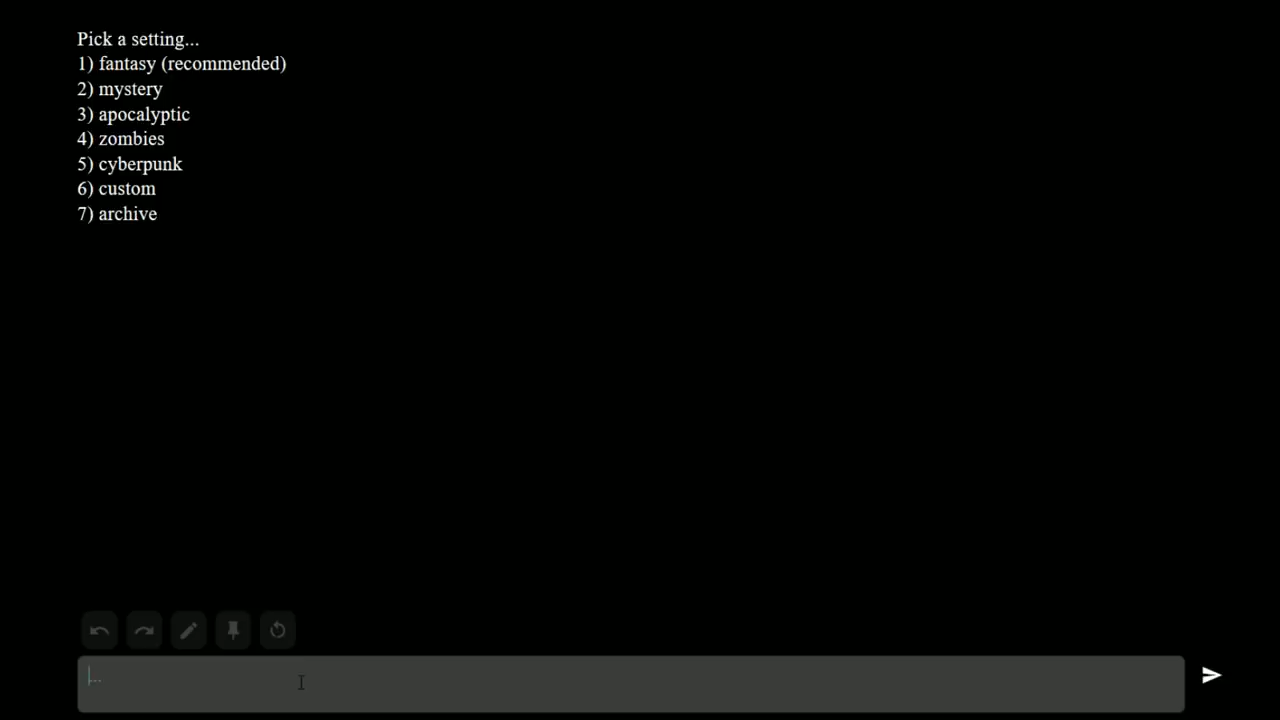 Pick a setting...
1) fantasy (recommended)
2) mystery
3) apocalyptic
4) zombies
5) cyberpunk
6) custom
7) archive
...